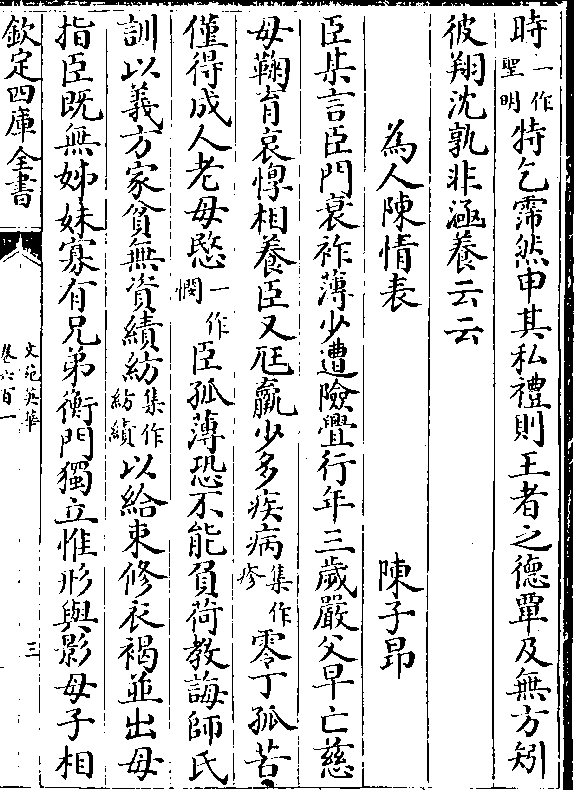 時一作聖明特乞霈然申其私禮則王者之德覃及無方矧
彼翔沈孰非涵養云云
為人陳情表 陳子昂
臣某言臣門衰祚薄少遭險釁行年三歲嚴父早亡慈
母鞠育哀惸相養臣又尫羸少多疾病集作疹零丁孤苦
僅得成人老母愍一作憫臣孤薄恐不能負荷教誨師氏
訓以義方家貧無資績紡集作紡績以給束修衣褐並出母
指臣既無姊妹寡有兄弟衡門獨立惟形與影母子相
欽定四庫全書
文苑英華
卷六百一
三